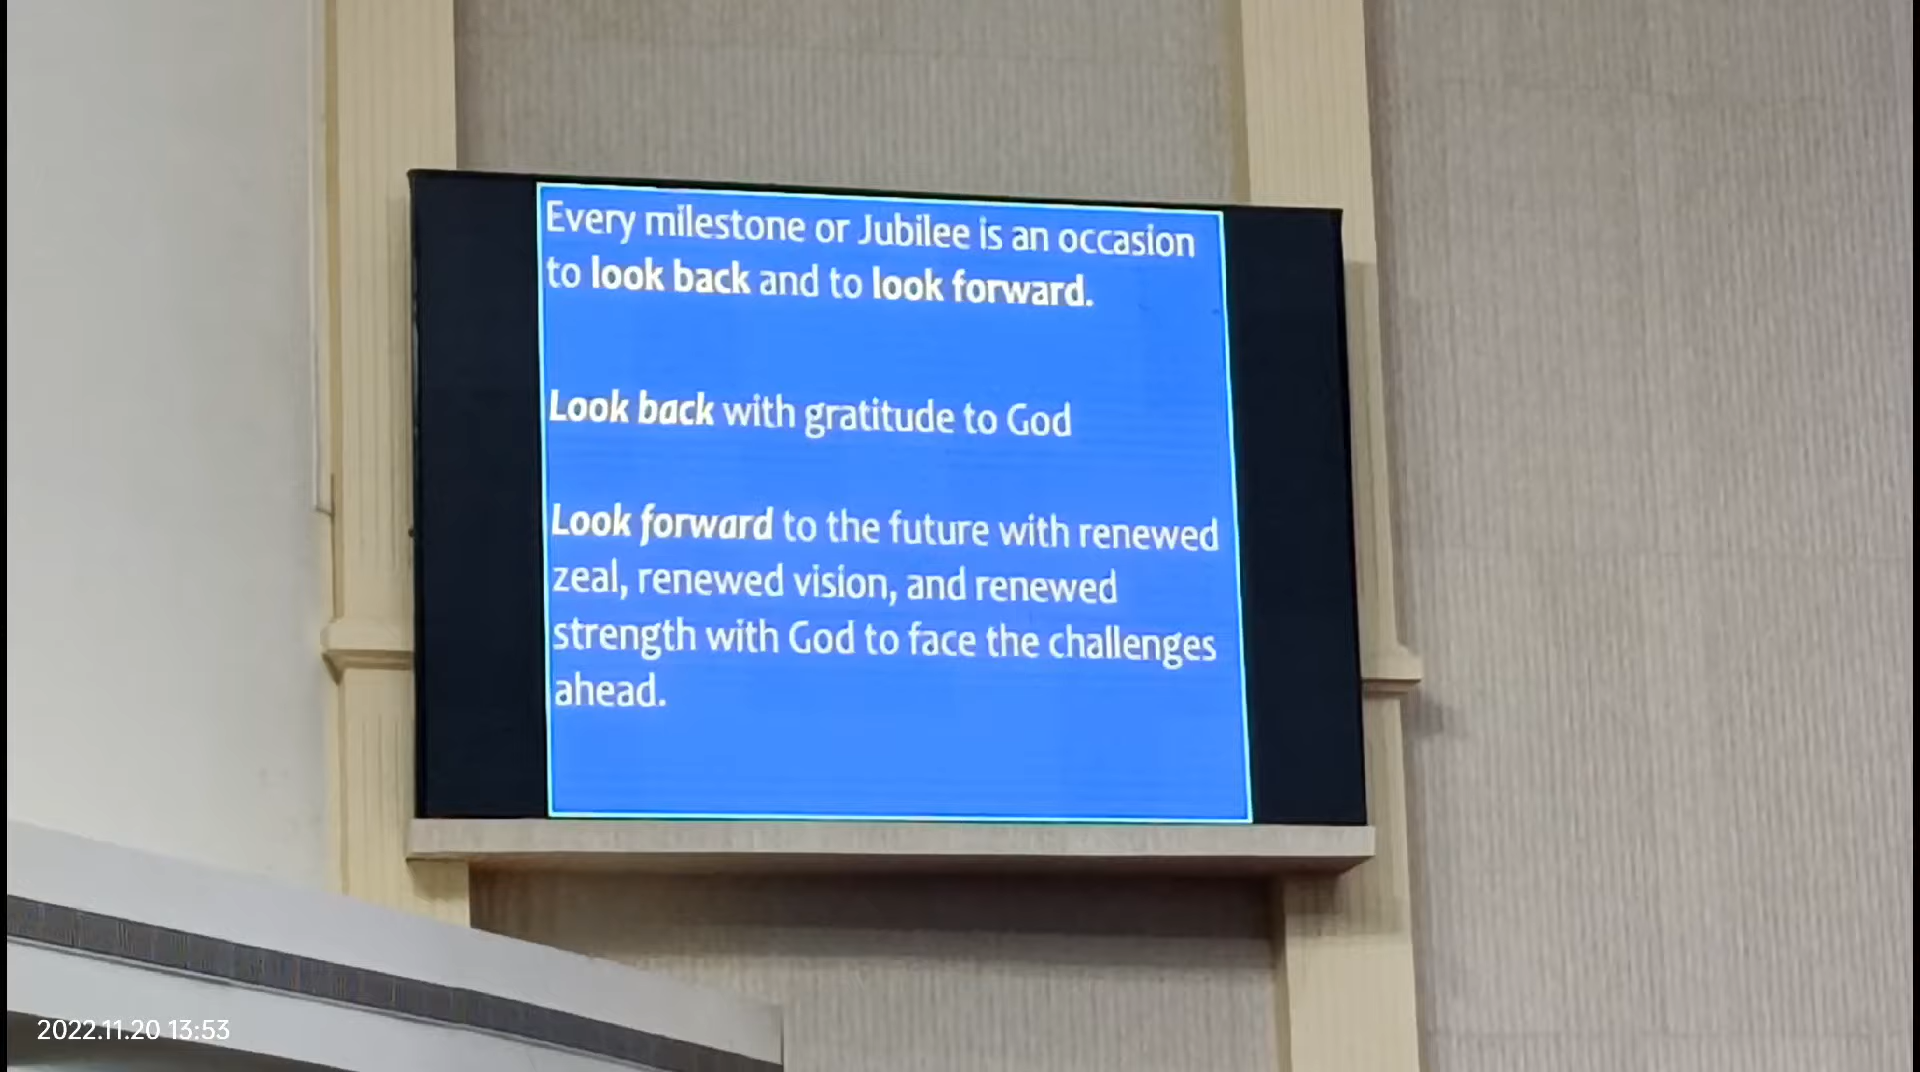 Every milestone or Jubilee is an occasion
to look back and to look forward.
Look back with gratitude to God
Look forward to the future with renewed
zeal, renewed vision, and renewed
strength with God to face the challenges
ahead.
2022.11.20 13:53